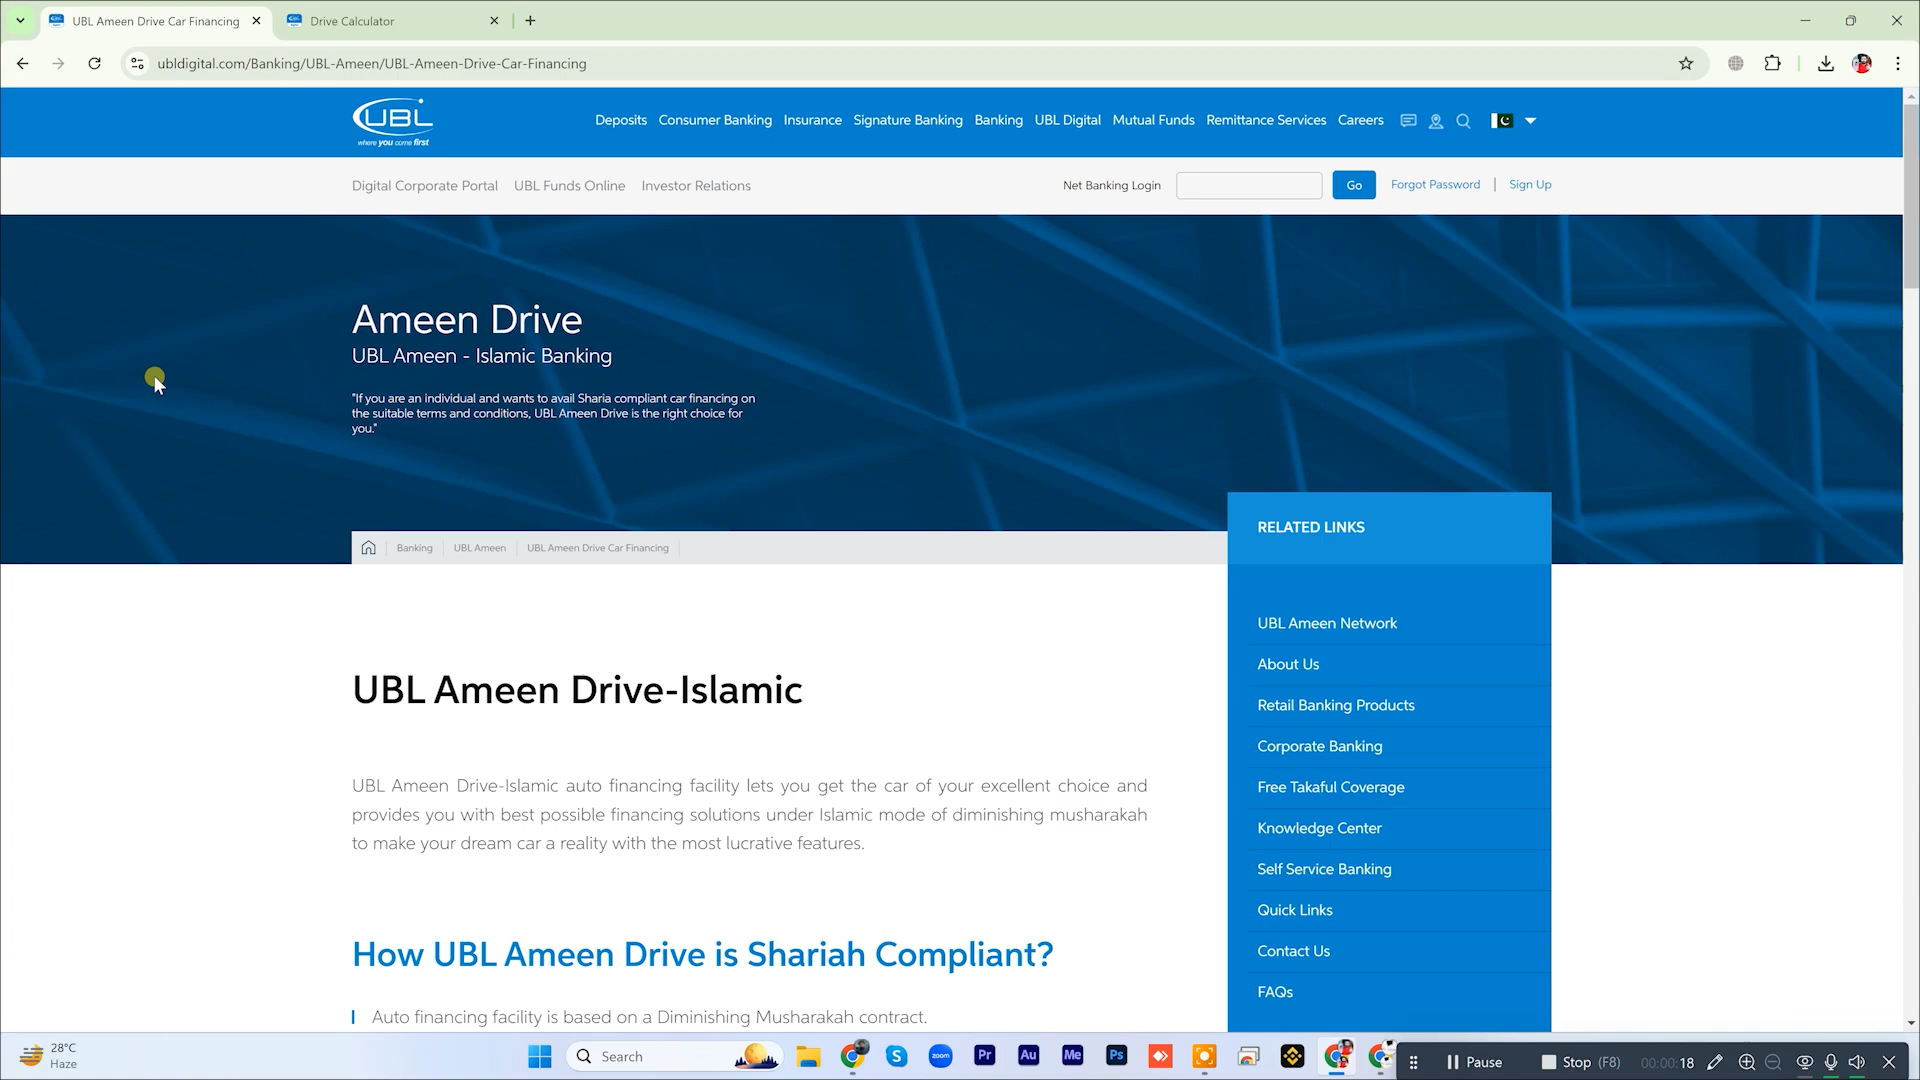 UBL Ameen Drive Car Financing
Drive Calculator
ubldigital.com/Banking/UBL-Ameen/UBL-Ameen-Drive-Car-Financing
UBL
where you come first
Deposits Consumer Banking Insurance Signature Banking Banking UBL Digital Mutual Funds Remittance Services Careers
Digital Corporate Portal UBL Funds Online Investor Relations
Net Banking Login Go Forgot Password | Sign Up
Ameen Drive
UBL Ameen - Islamic Banking
"If you are an individual and wants to avail Sharia compliant car financing on
the suitable terms and conditions, UBL Ameen Drive is the right choice for
you."
Banking UBL Ameen UBL Ameen Drive Car Financing
UBL Ameen Drive-Islamic
UBL Ameen Drive-Islamic auto financing facility lets you get the car of your excellent choice and
provides you with best possible financing solutions under Islamic mode of diminishing musharakah
to make your dream car a reality with the most lucrative features.
How UBL Ameen Drive is Shariah Compliant?
Auto financing facility is based on a Diminishing Musharakah contract.
RELATED LINKS
UBL Ameen Network
About Us
Retail Banking Products
Corporate Banking
Free Takaful Coverage
Knowledge Center
Self Service Banking
Quick Links
Contact Us
FAQs
28°C
Haze
Search
zoom
Pr
Au
Me
Ps
Pause
Stop (F8)
00:00:18